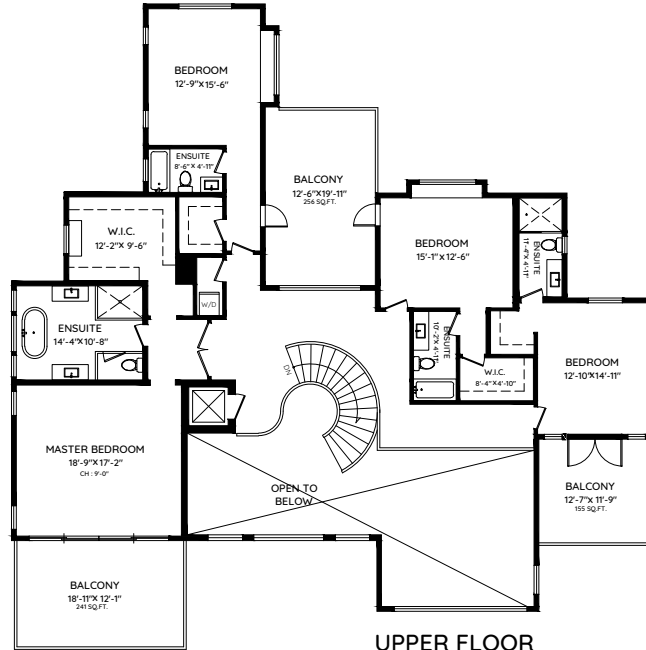 BEDROOM
12'-9"X15'-6"
ENSUITE
8'-6"X 4'-11"
BALCONY
12'-6"X19'-11"
256 SQ.FT.
W.I.C.
12'-2"X 9'-6"
BEDROOM
15'-1"X 12'-6"
ENSUITE
11'-4"X 4'-11"
W/D
ENSUITE
14'-4"X10'-8"
ENSUITE
10'-2"X 4'-11"
W.I.C.
8'-4"X4'-10"
BEDROOM
12'-10"X14'-11"
DN
MASTER BEDROOM
18'-9"X 17'-2"
CH : 9'-0"
OPEN TO
BELOW
BALCONY
12'-7"X 11'-9"
155 SQ.FT.
BALCONY
18'-11"X 12'-1"
241 SQ.FT.
UPPER FLOOR